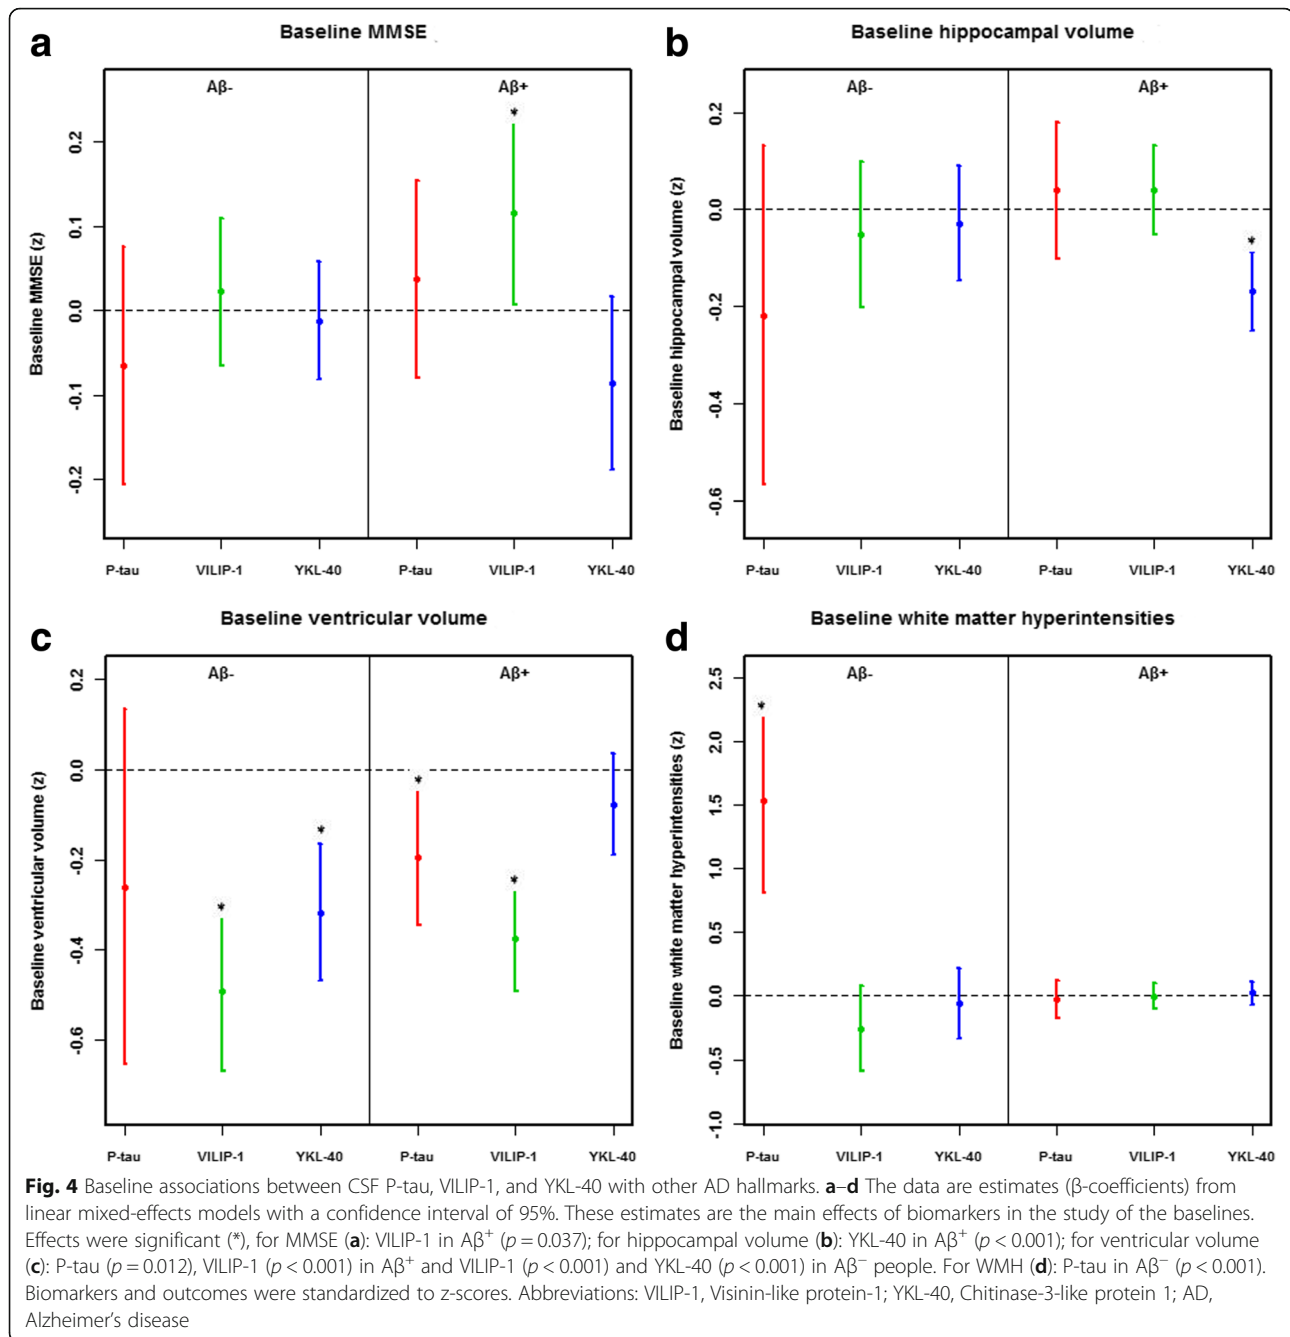 a
Baseline MMSE
Aβ-
Aβ+
*
Baseline MMSE (z)
0.2
0.1
0.0
-0.1
-0.2
P-tau VILIP-1 YKL-40 P-tau VILIP-1 YKL-40
b
Baseline hippocampal volume
Aβ-
Aβ+
*
Baseline hippocampal volume (z)
0.2
0.0
-0.2
-0.4
-0.6
P-tau VILIP-1 YKL-40 P-tau VILIP-1 YKL-40
c
Baseline ventricular volume
Aβ-
Aβ+
* * * *
Baseline ventricular volume (z)
0.2
0.0
-0.2
-0.4
-0.6
P-tau VILIP-1 YKL-40 P-tau VILIP-1 YKL-40
d
Baseline white matter hyperintensities
Aβ-
Aβ+
*
Baseline white matter hyperintensities (z)
2.5
2.0
1.5
1.0
0.5
0.0
-0.5
-1.0
P-tau VILIP-1 YKL-40 P-tau VILIP-1 YKL-40
Fig. 4 Baseline associations between CSF P-tau, VILIP-1, and YKL-40 with other AD hallmarks. a–d The data are estimates (β-coefficients) from
linear mixed-effects models with a confidence interval of 95%. These estimates are the main effects of biomarkers in the study of the baselines.
Effects were significant (*), for MMSE (a): VILIP-1 in Aβ⁺ (p = 0.037); for hippocampal volume (b): YKL-40 in Aβ⁺ (p < 0.001); for ventricular volume
(c): P-tau (p = 0.012), VILIP-1 (p < 0.001) in Aβ⁺ and VILIP-1 (p < 0.001) and YKL-40 (p < 0.001) in Aβ⁻ people. For WMH (d): P-tau in Aβ⁻ (p < 0.001).
Biomarkers and outcomes were standardized to z-scores. Abbreviations: VILIP-1, Visinin-like protein-1; YKL-40, Chitinase-3-like protein 1; AD,
Alzheimer's disease